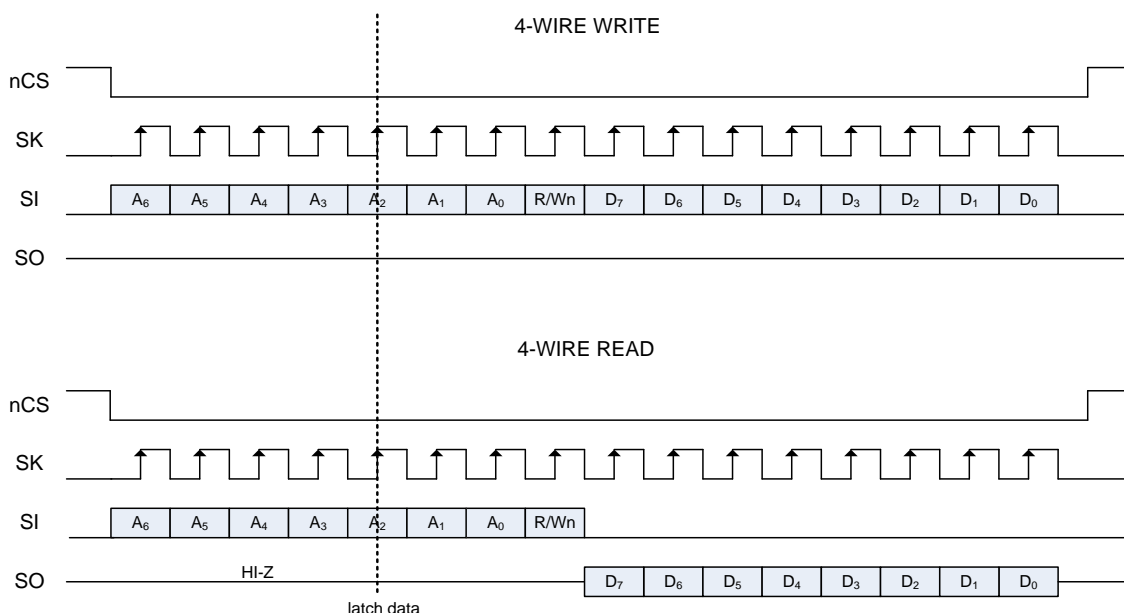 4-WIRE WRITE
nCS
SK
SI A₆ A₅ A₄ A₃ A₂ A₁ A₀ R/Wn D₇ D₆ D₅ D₄ D₃ D₂ D₁ D₀
SO
4-WIRE READ
nCS
SK
SI A₆ A₅ A₄ A₃ A₂ A₁ A₀ R/Wn
SO HI-Z D₇ D₆ D₅ D₄ D₃ D₂ D₁ D₀
latch data